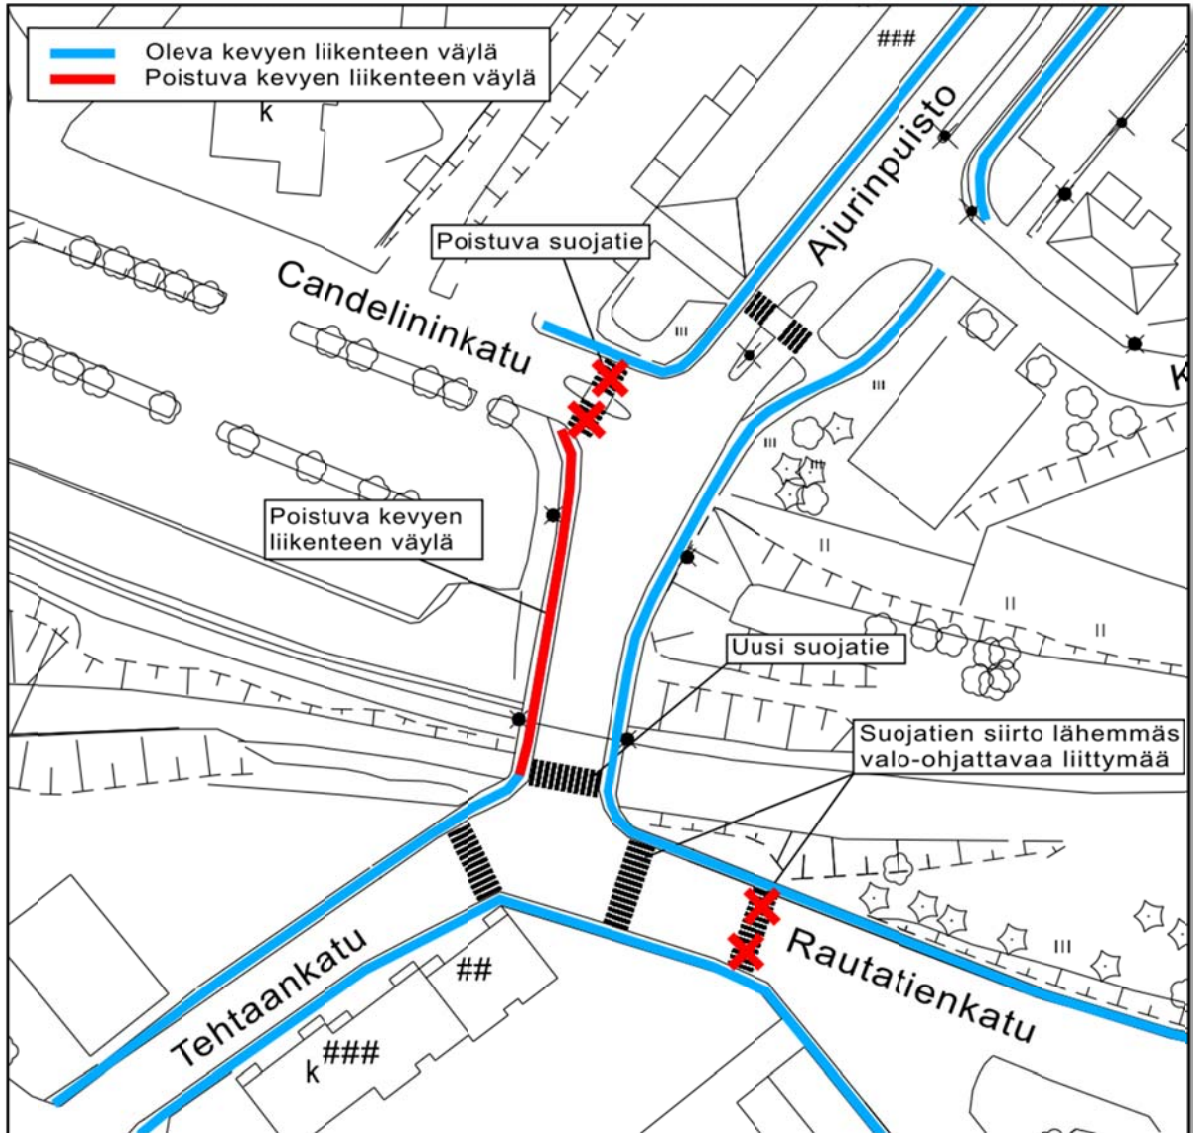 Oleva kevyen liikenteen väylä
Poistuva kevyen liikenteen väylä
k
###
Ajurinpuisto
Poistuva suojatie
Candelininkatu
K
Poistuva kevyen
liikenteen väylä
Uusi suojatie
Suojatien siirto lähemmäs
valo-ohjattavaa liittymää
Rautatienkatu
Tehtaankatu
##
k ###